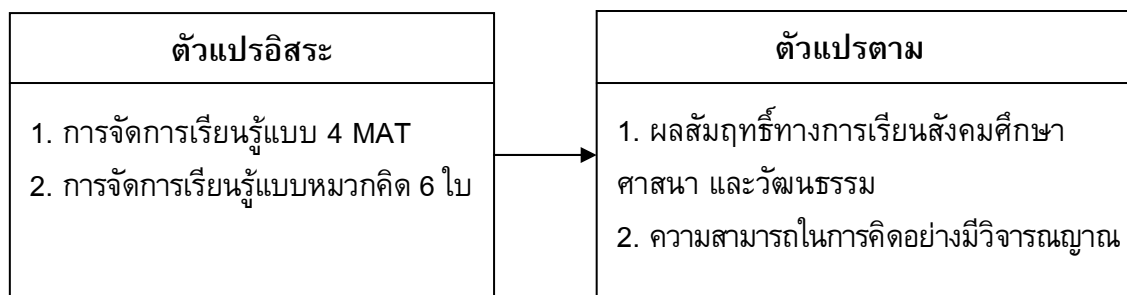 ตัวแปรอิสระ
1. การจัดการเรียนรู้แบบ 4 MAT
2. การจัดการเรียนรู้แบบหมวกคิด 6 ใบ
ตัวแปรตาม
1. ผลสัมฤทธิ์ทางการเรียนสังคมศึกษา
ศาสนา และวัฒนธรรม
2. ความสามารถในการคิดอย่างมีวิจารณญาณ